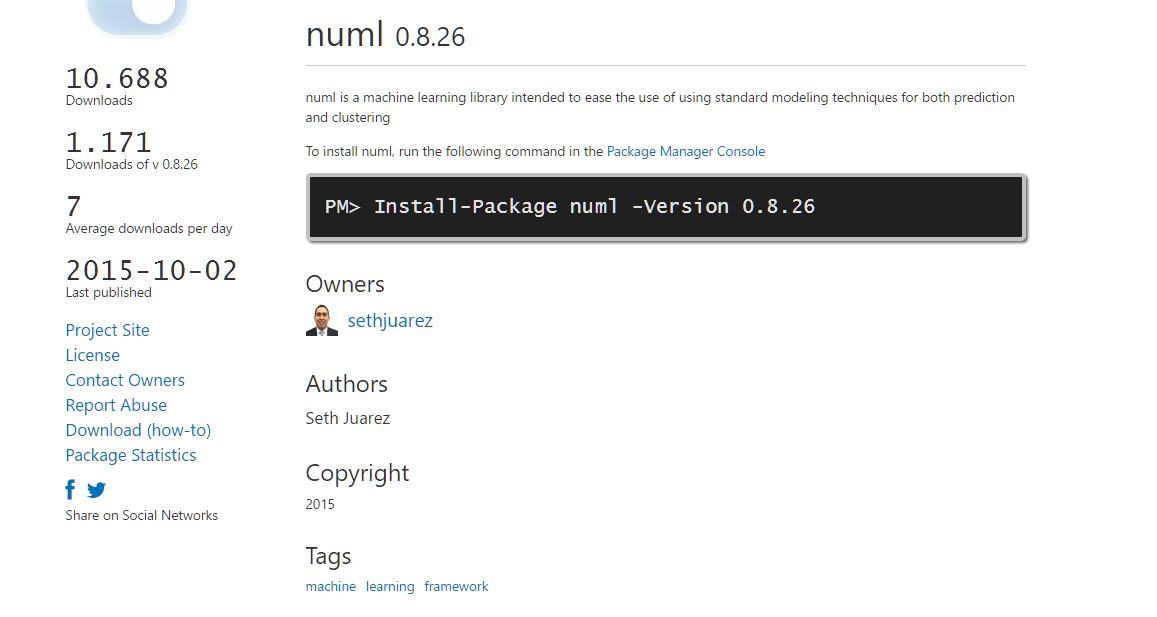 numl 0.8.26
10.688
Downloads
1.171
Downloads of v 0.8.26
7
Average downloads per day
2015-10-02
Last published
Project Site
License
Contact Owners
Report Abuse
Download (how-to)
Package Statistics
Share on Social Networks
numl is a machine learning library intended to ease the use of using standard modeling techniques for both prediction
and clustering
To install numl, run the following command in the Package Manager Console
PM> Install-Package numl -Version 0.8.26
Owners
sethjuarez
Authors
Seth Juarez
Copyright
2015
Tags
machine learning framework